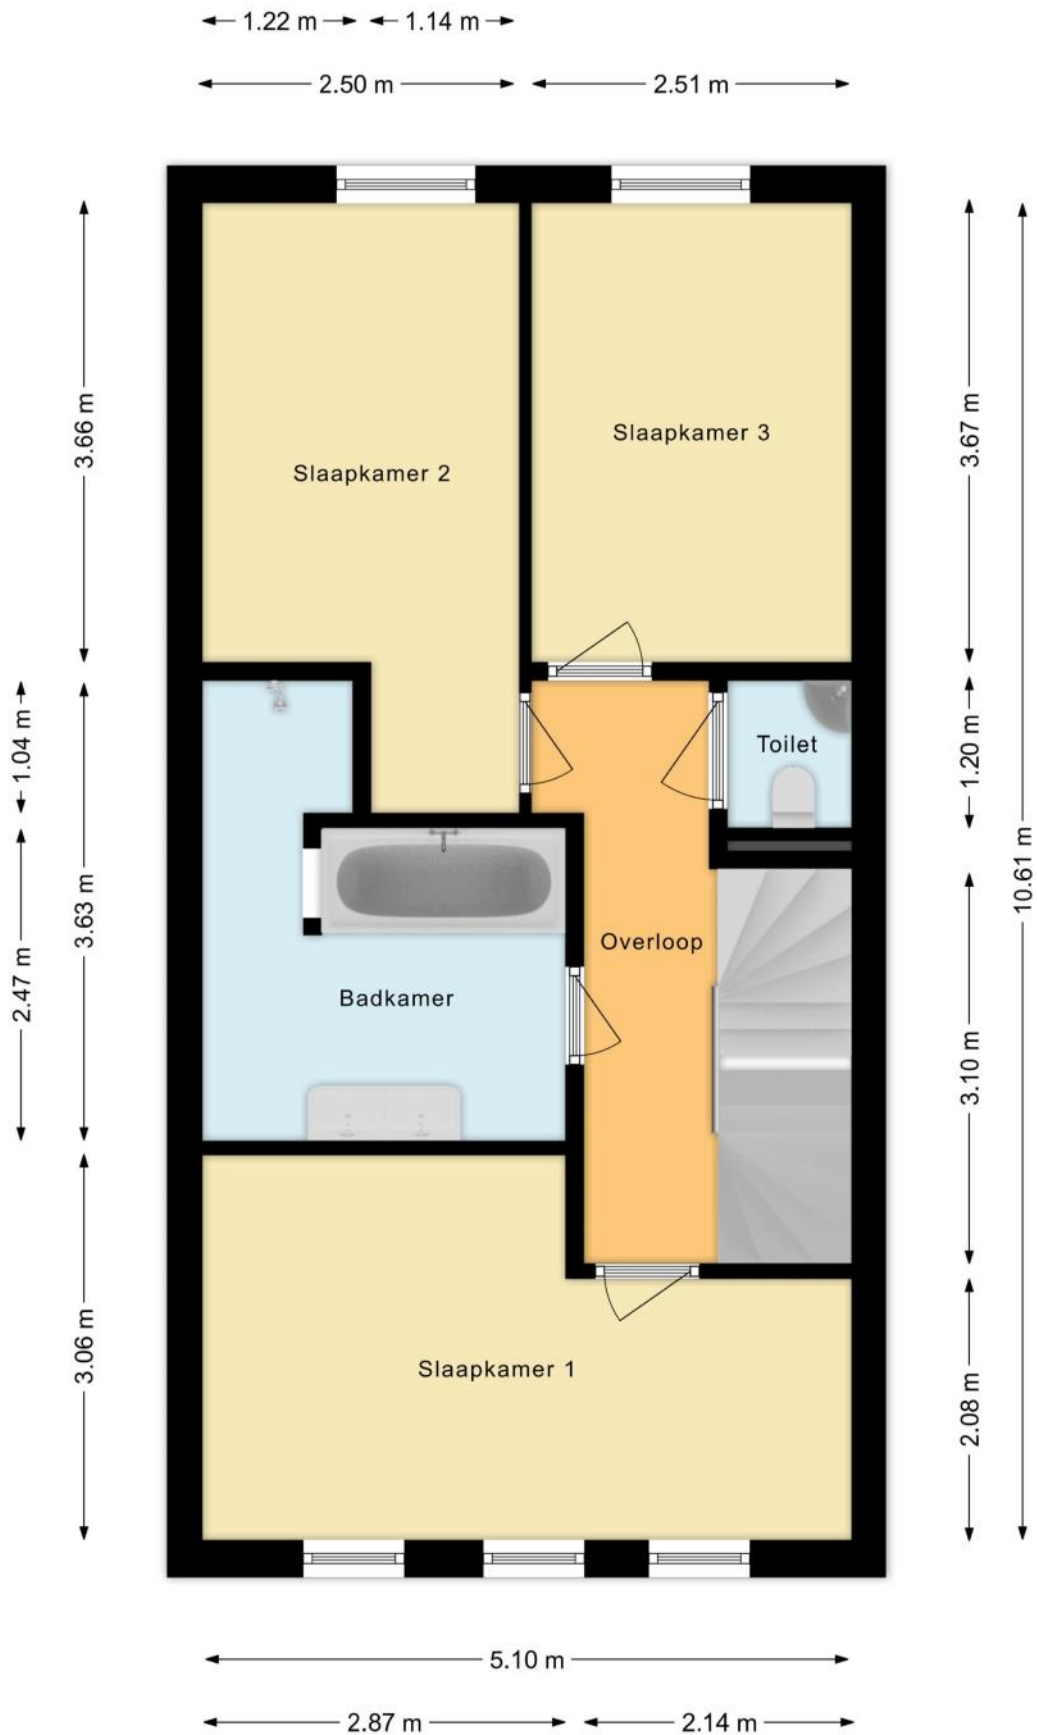 1.22 m
1.14 m
2.50 m
2.51 m
3.66 m
3.67 m
Slaapkamer 3
Slaapkamer 2
1.04 m
1.20 m
Toilet
10.61 m
3.63 m
2.47 m
Overloop
Badkamer
3.10 m
3.06 m
Slaapkamer 1
2.08 m
5.10 m
2.87 m
2.14 m